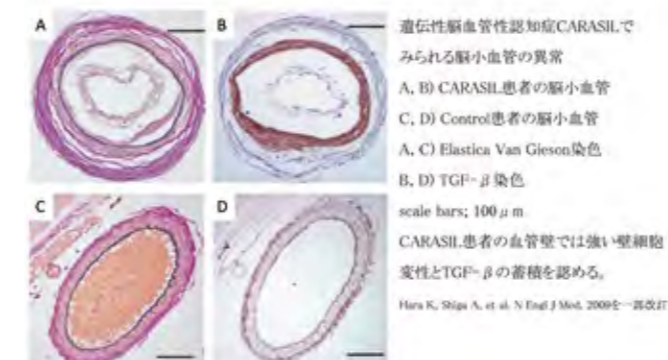 A
B
C
D
遺伝性脳血管性認知症CARASILで
みられる脳小血管の異常
A, B) CARASIL患者の脳小血管
C, D) Control患者の脳小血管
A, C) Elastica Van Gieson染色
B, D) TGF-β染色
scale bars; 100μm
CARASIL患者の血管壁では強い壁細胞
変性とTGF-βの蓄積を認める。
Hara K, Shiga A, et al. N Engl J Med. 2009を一部改訂